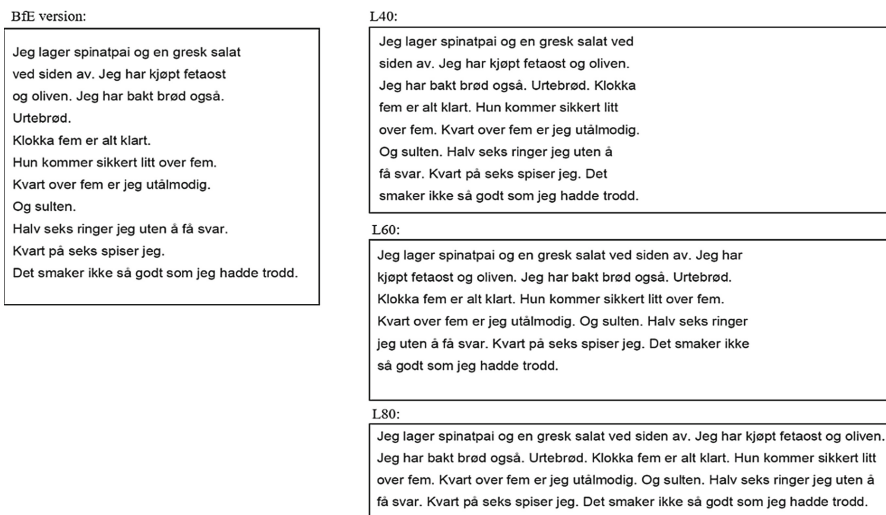 BfE version:
Jeg lager spinatpai og en gresk salat
ved siden av. Jeg har kjøpt fetaost
og oliven. Jeg har bakt brød også.
Urtebrød.
Klokka fem er alt klart.
Hun kommer sikkert litt over fem.
Kvart over fem er jeg utålmodig.
Og sulten.
Halv seks ringer jeg uten å få svar.
Kvart på seks spiser jeg.
Det smaker ikke så godt som jeg hadde trodd.
L40:
Jeg lager spinatpai og en gresk salat ved
siden av. Jeg har kjøpt fetaost og oliven.
Jeg har bakt brød også. Urtebrød. Klokka
fem er alt klart. Hun kommer sikkert litt
over fem. Kvart over fem er jeg utålmodig.
Og sulten. Halv seks ringer jeg uten å
få svar. Kvart på seks spiser jeg. Det
smaker ikke så godt som jeg hadde trodd.
L60:
Jeg lager spinatpai og en gresk salat ved siden av. Jeg har
kjøpt fetaost og oliven. Jeg har bakt brød også. Urtebrød.
Klokka fem er alt klart. Hun kommer sikkert litt over fem.
Kvart over fem er jeg utålmodig. Og sulten. Halv seks ringer
jeg uten å få svar. Kvart på seks spiser jeg. Det smaker ikke
så godt som jeg hadde trodd.
L80:
Jeg lager spinatpai og en gresk salat ved siden av. Jeg har kjøpt fetaost og oliven.
Jeg har bakt brød også. Urtebrød. Klokka fem er alt klart. Hun kommer sikkert litt
over fem. Kvart over fem er jeg utålmodig. Og sulten. Halv seks ringer jeg uten å
få svar. Kvart på seks spiser jeg. Det smaker ikke så godt som jeg hadde trodd.